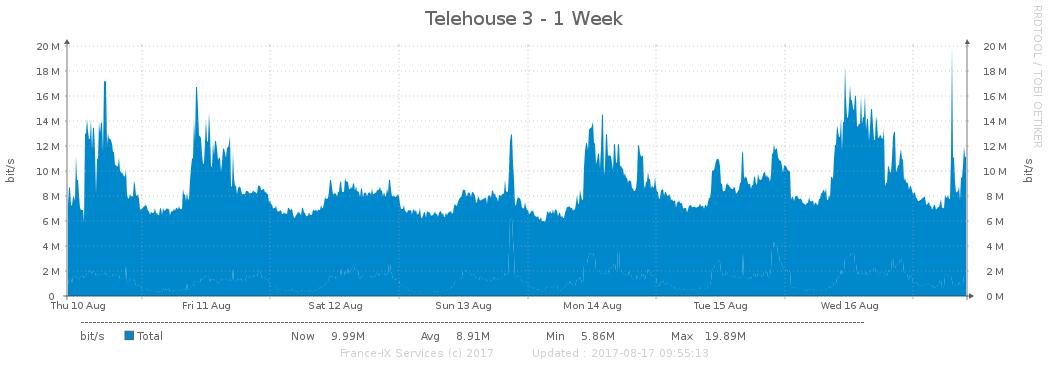 Telehouse 3 - 1 Week
RRDTOOL / TOBI OETIKER
bit/s
bit/s
20 M 20 M
18 M 18 M
16 M 16 M
14 M 14 M
12 M 12 M
10 M 10 M
8 M 8 M
6 M 6 M
4 M 4 M
2 M 2 M
0 0 M
Thu 10 Aug Fri 11 Aug Sat 12 Aug Sun 13 Aug Mon 14 Aug Tue 15 Aug Wed 16 Aug
bit/s Total Now 9.99M Avg 8.91M Min 5.86M Max 19.89M
France-IX Services (c) 2017 Updated : 2017-08-17 09:55:13